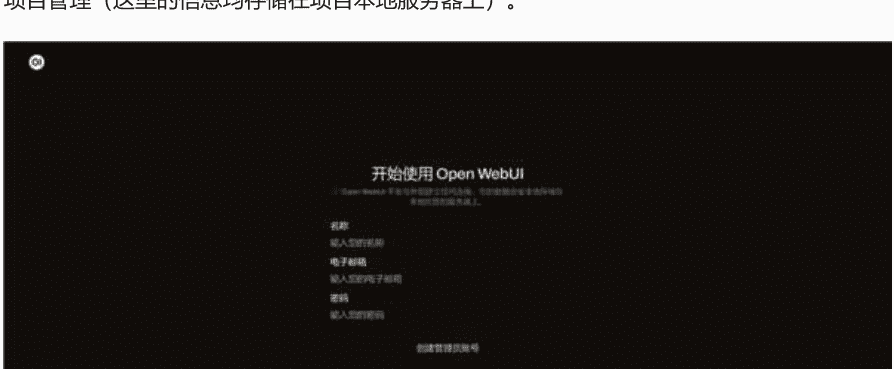 项目管理（这里的信息均存储在项目本地服务器上）。
OI
开始使用 Open WebUI
名称
输入您的名称
电子邮箱
输入您的电子邮箱
密码
输入您的密码
创建管理员账号